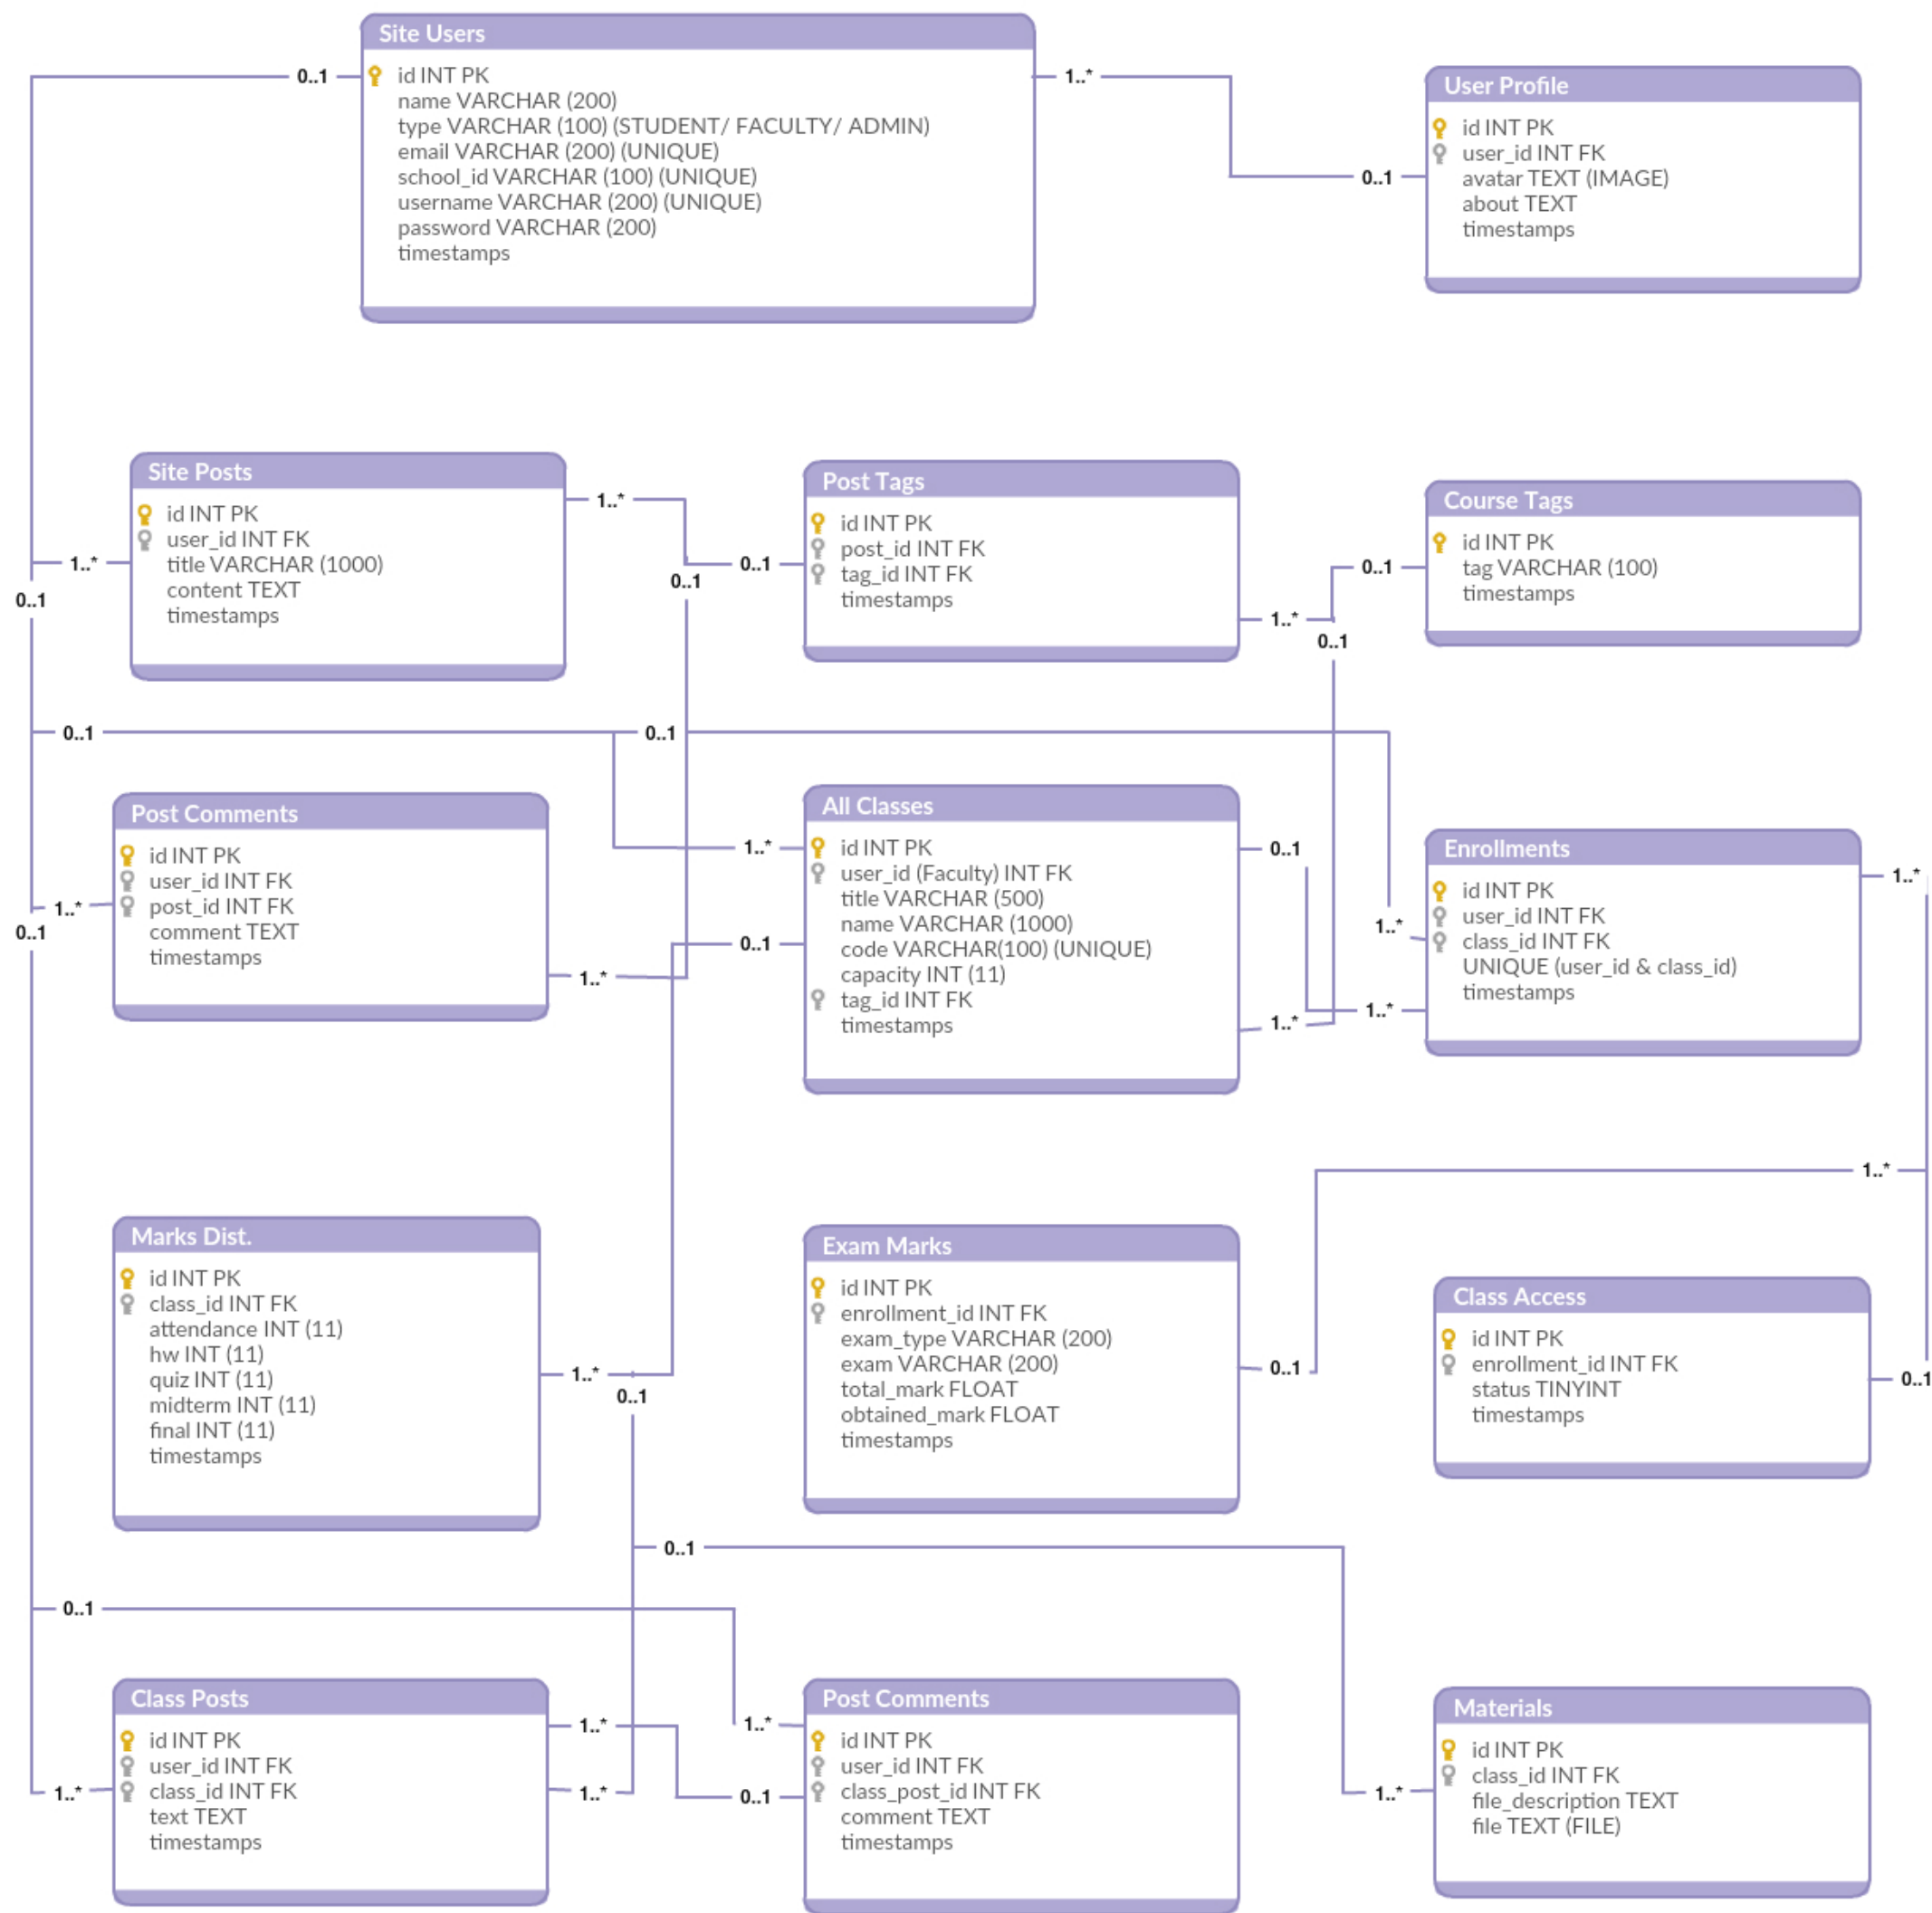 Site Users
id INT PK
name VARCHAR (200)
type VARCHAR (100) (STUDENT/ FACULTY/ ADMIN)
email VARCHAR (200) (UNIQUE)
school_id VARCHAR (100) (UNIQUE)
username VARCHAR (200) (UNIQUE)
password VARCHAR (200)
timestamps
0..1
1..*
User Profile
id INT PK
user_id INT FK
avatar TEXT (IMAGE)
about TEXT
timestamps
0..1
Site Posts
id INT PK
user_id INT FK
title VARCHAR (1000)
content TEXT
timestamps
1..*
0..1
1..*
0..1
0..1
Post Tags
id INT PK
post_id INT FK
tag_id INT FK
timestamps
1..*
0..1
0..1
Course Tags
id INT PK
tag VARCHAR (100)
timestamps
0..1
0..1
Post Comments
id INT PK
user_id INT FK
post_id INT FK
comment TEXT
timestamps
1..*
0..1
1..*
All Classes
id INT PK
user_id (Faculty) INT FK
title VARCHAR (500)
name VARCHAR (1000)
code VARCHAR(100) (UNIQUE)
capacity INT (11)
tag_id INT FK
timestamps
1..*
0..1
0..1
1..*
1..*
1..*
Enrollments
id INT PK
user_id INT FK
class_id INT FK
UNIQUE (user_id & class_id)
timestamps
1..*
1..*
Marks Dist.
id INT PK
class_id INT FK
attendance INT (11)
hw INT (11)
quiz INT (11)
midterm INT (11)
final INT (11)
timestamps
1..*
0..1
Exam Marks
id INT PK
enrollment_id INT FK
exam_type VARCHAR (200)
exam VARCHAR (200)
total_mark FLOAT
obtained_mark FLOAT
timestamps
0..1
Class Access
id INT PK
enrollment_id INT FK
status TINYINT
timestamps
0..1
0..1
0..1
Class Posts
id INT PK
user_id INT FK
class_id INT FK
text TEXT
timestamps
1..*
1..*
1..*
1..*
0..1
Post Comments
id INT PK
user_id INT FK
class_post_id INT FK
comment TEXT
timestamps
1..*
Materials
id INT PK
class_id INT FK
file_description TEXT
file TEXT (FILE)